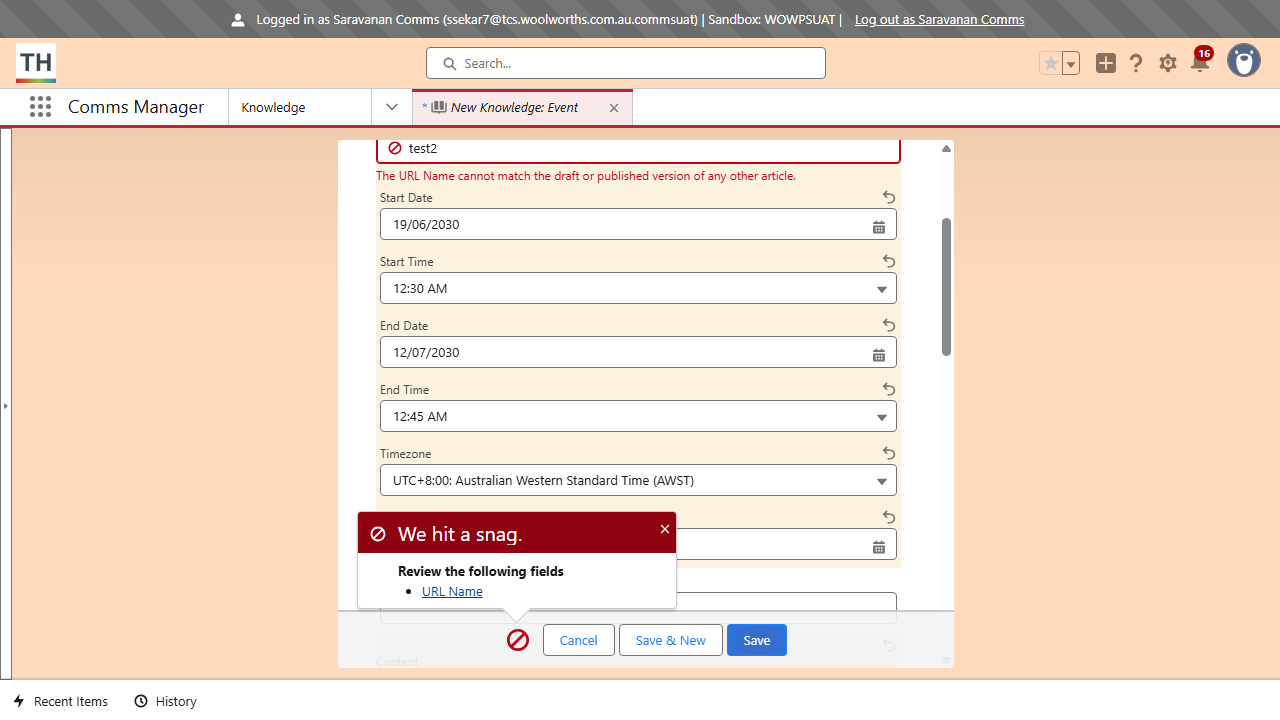 Logged in as Saravanan Comms (ssekar7@tcs.woolworths.com.au.commsuat) | Sandbox: WOWPSUAT | Log out as Saravanan Comms
TH
Search...
16
Comms Manager
Knowledge
* New Knowledge: Event
test2
The URL Name cannot match the draft or published version of any other article.
Start Date
19/06/2030
Start Time
12:30 AM
End Date
12/07/2030
End Time
12:45 AM
Timezone
UTC+8:00: Australian Western Standard Time (AWST)
We hit a snag.
Review the following fields
• URL Name
Cancel
Save & New
Save
Content
Recent Items
History